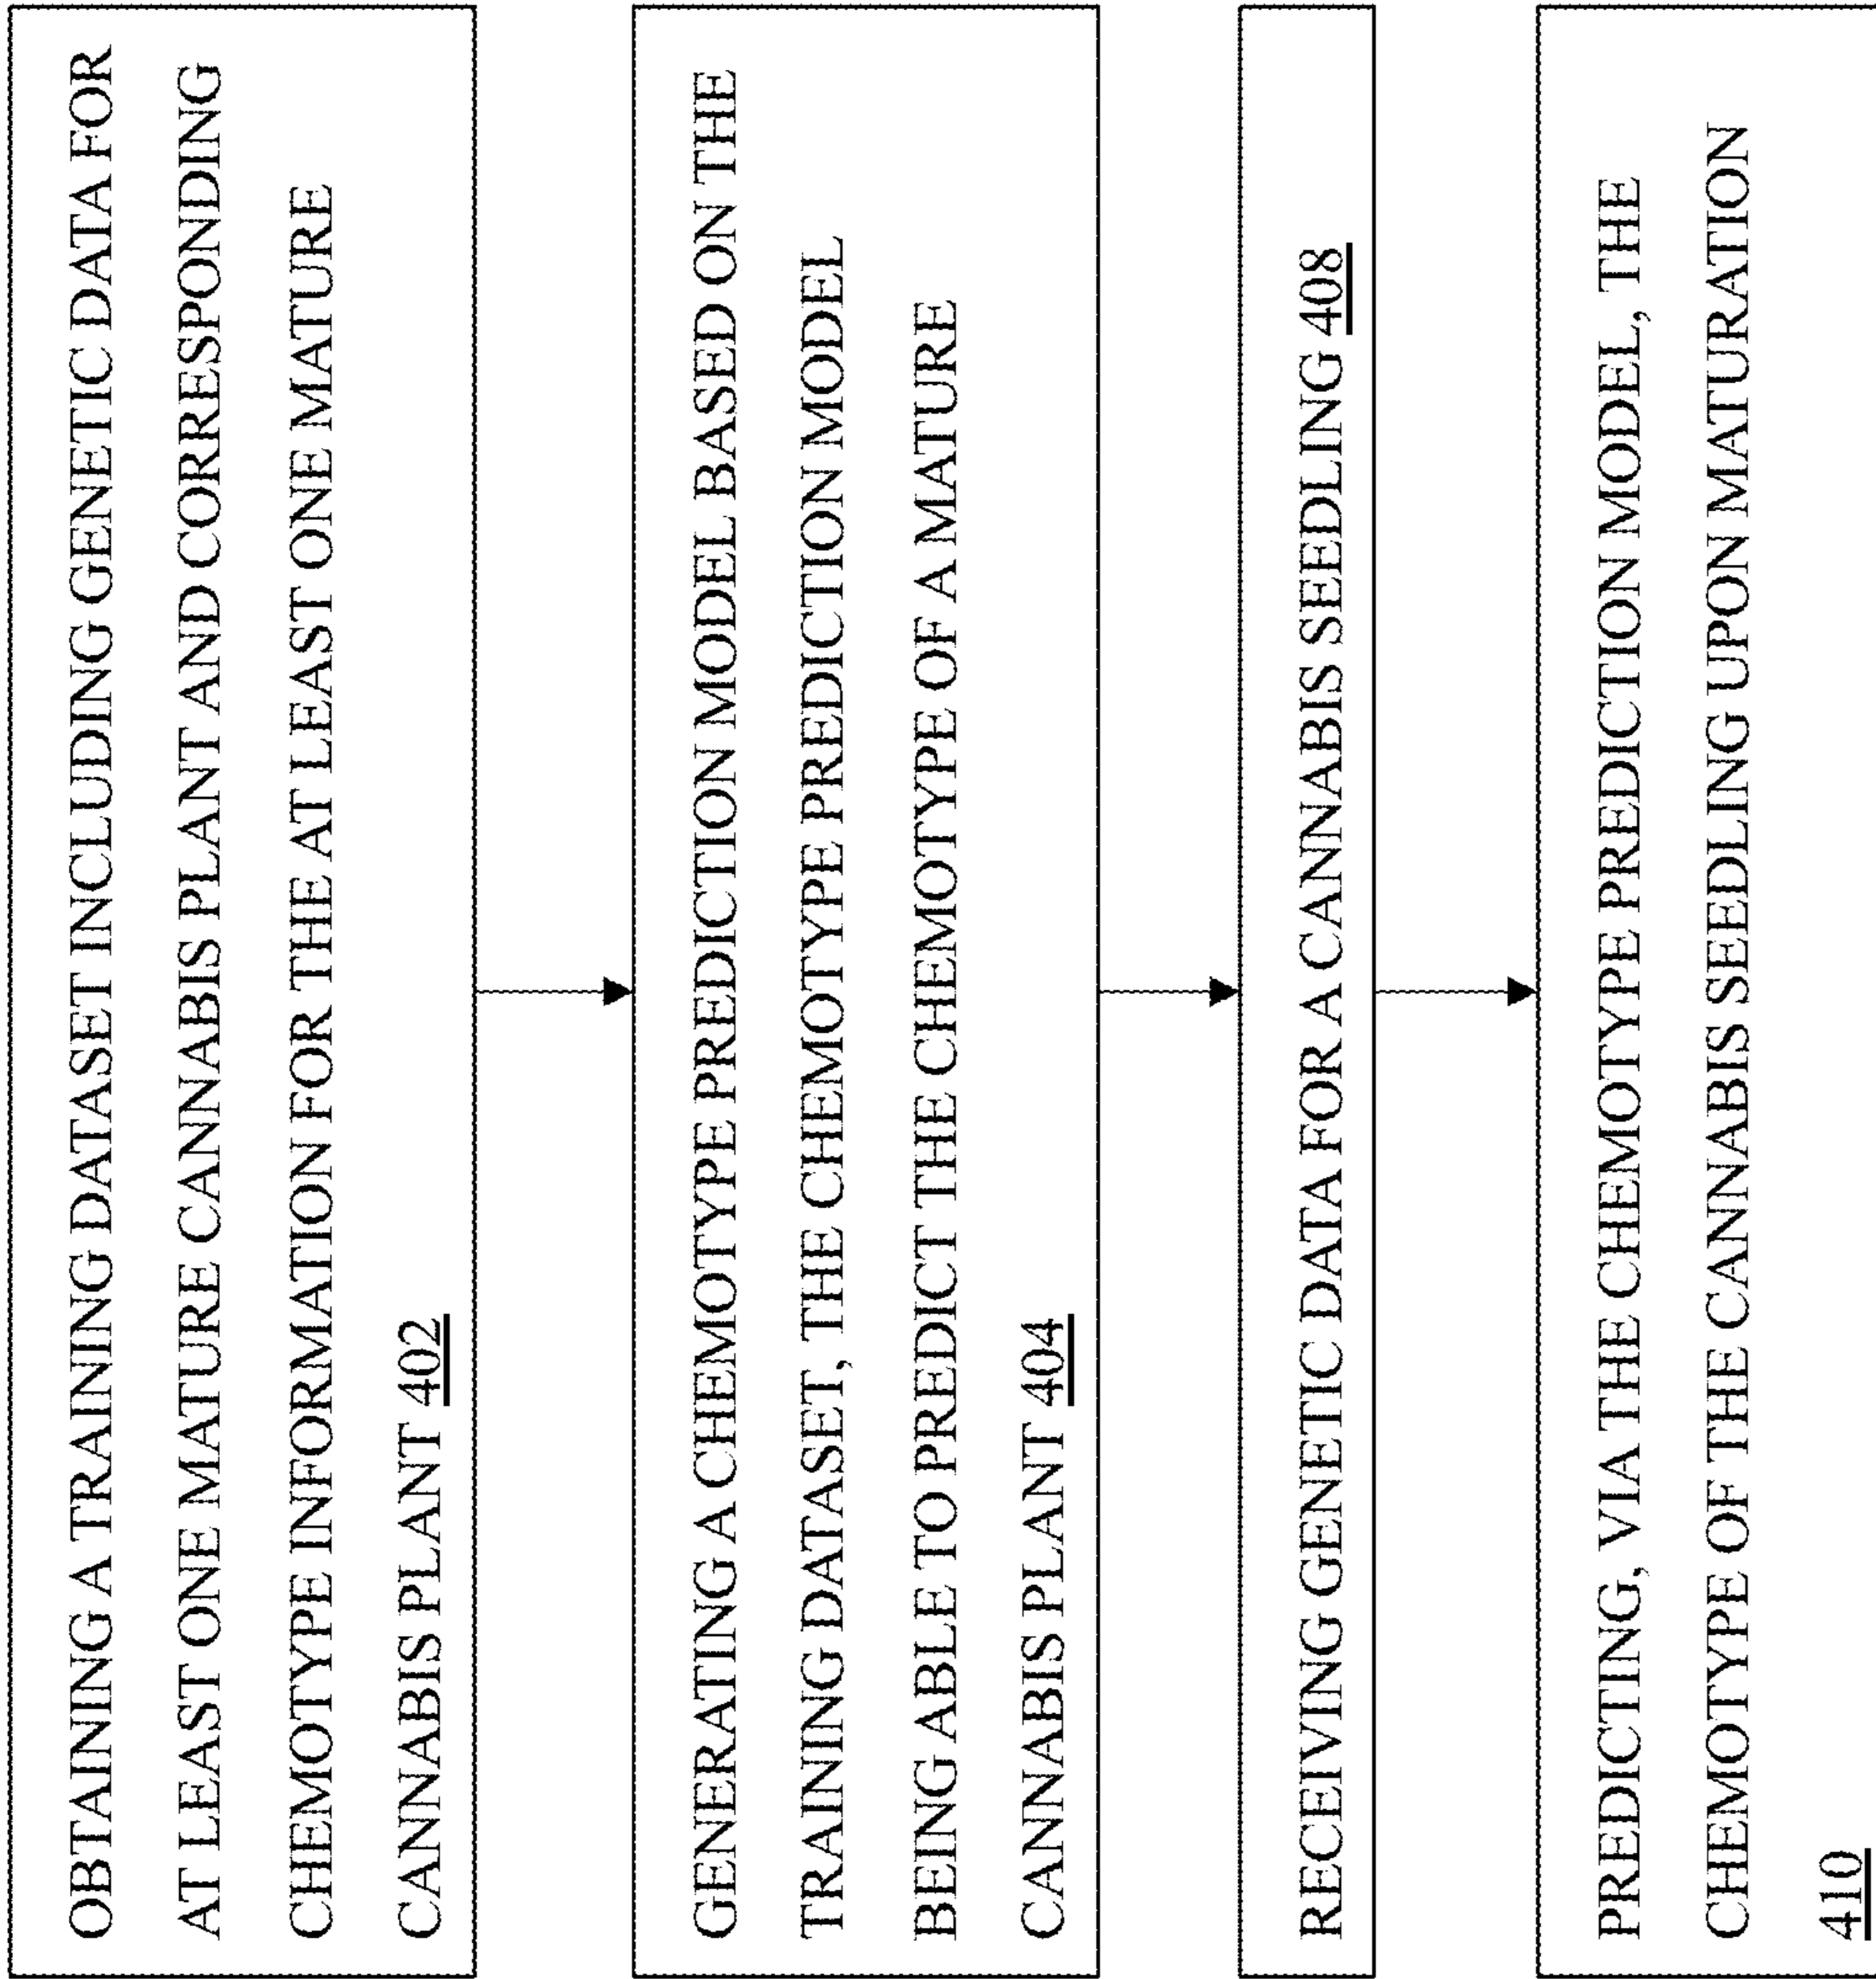 OBTAINING A TRAINING DATASET INCLUDING GENETIC DATA FOR
AT LEAST ONE MATURE CANNABIS PLANT AND CORRESPONDING
CHEMOTYPE INFORMATION FOR THE AT LEAST ONE MATURE
CANNABIS PLANT 402
GENERATING A CHEMOTYPE PREDICTION MODEL BASED ON THE
TRAINING DATASET, THE CHEMOTYPE PREDICTION MODEL
BEING ABLE TO PREDICT THE CHEMOTYPE OF A MATURE
CANNABIS PLANT 404
RECEIVING GENETIC DATA FOR A CANNABIS SEEDLING 408
PREDICTING, VIA THE CHEMOTYPE PREDICTION MODEL, THE
CHEMOTYPE OF THE CANNABIS SEEDLING UPON MATURATION
410